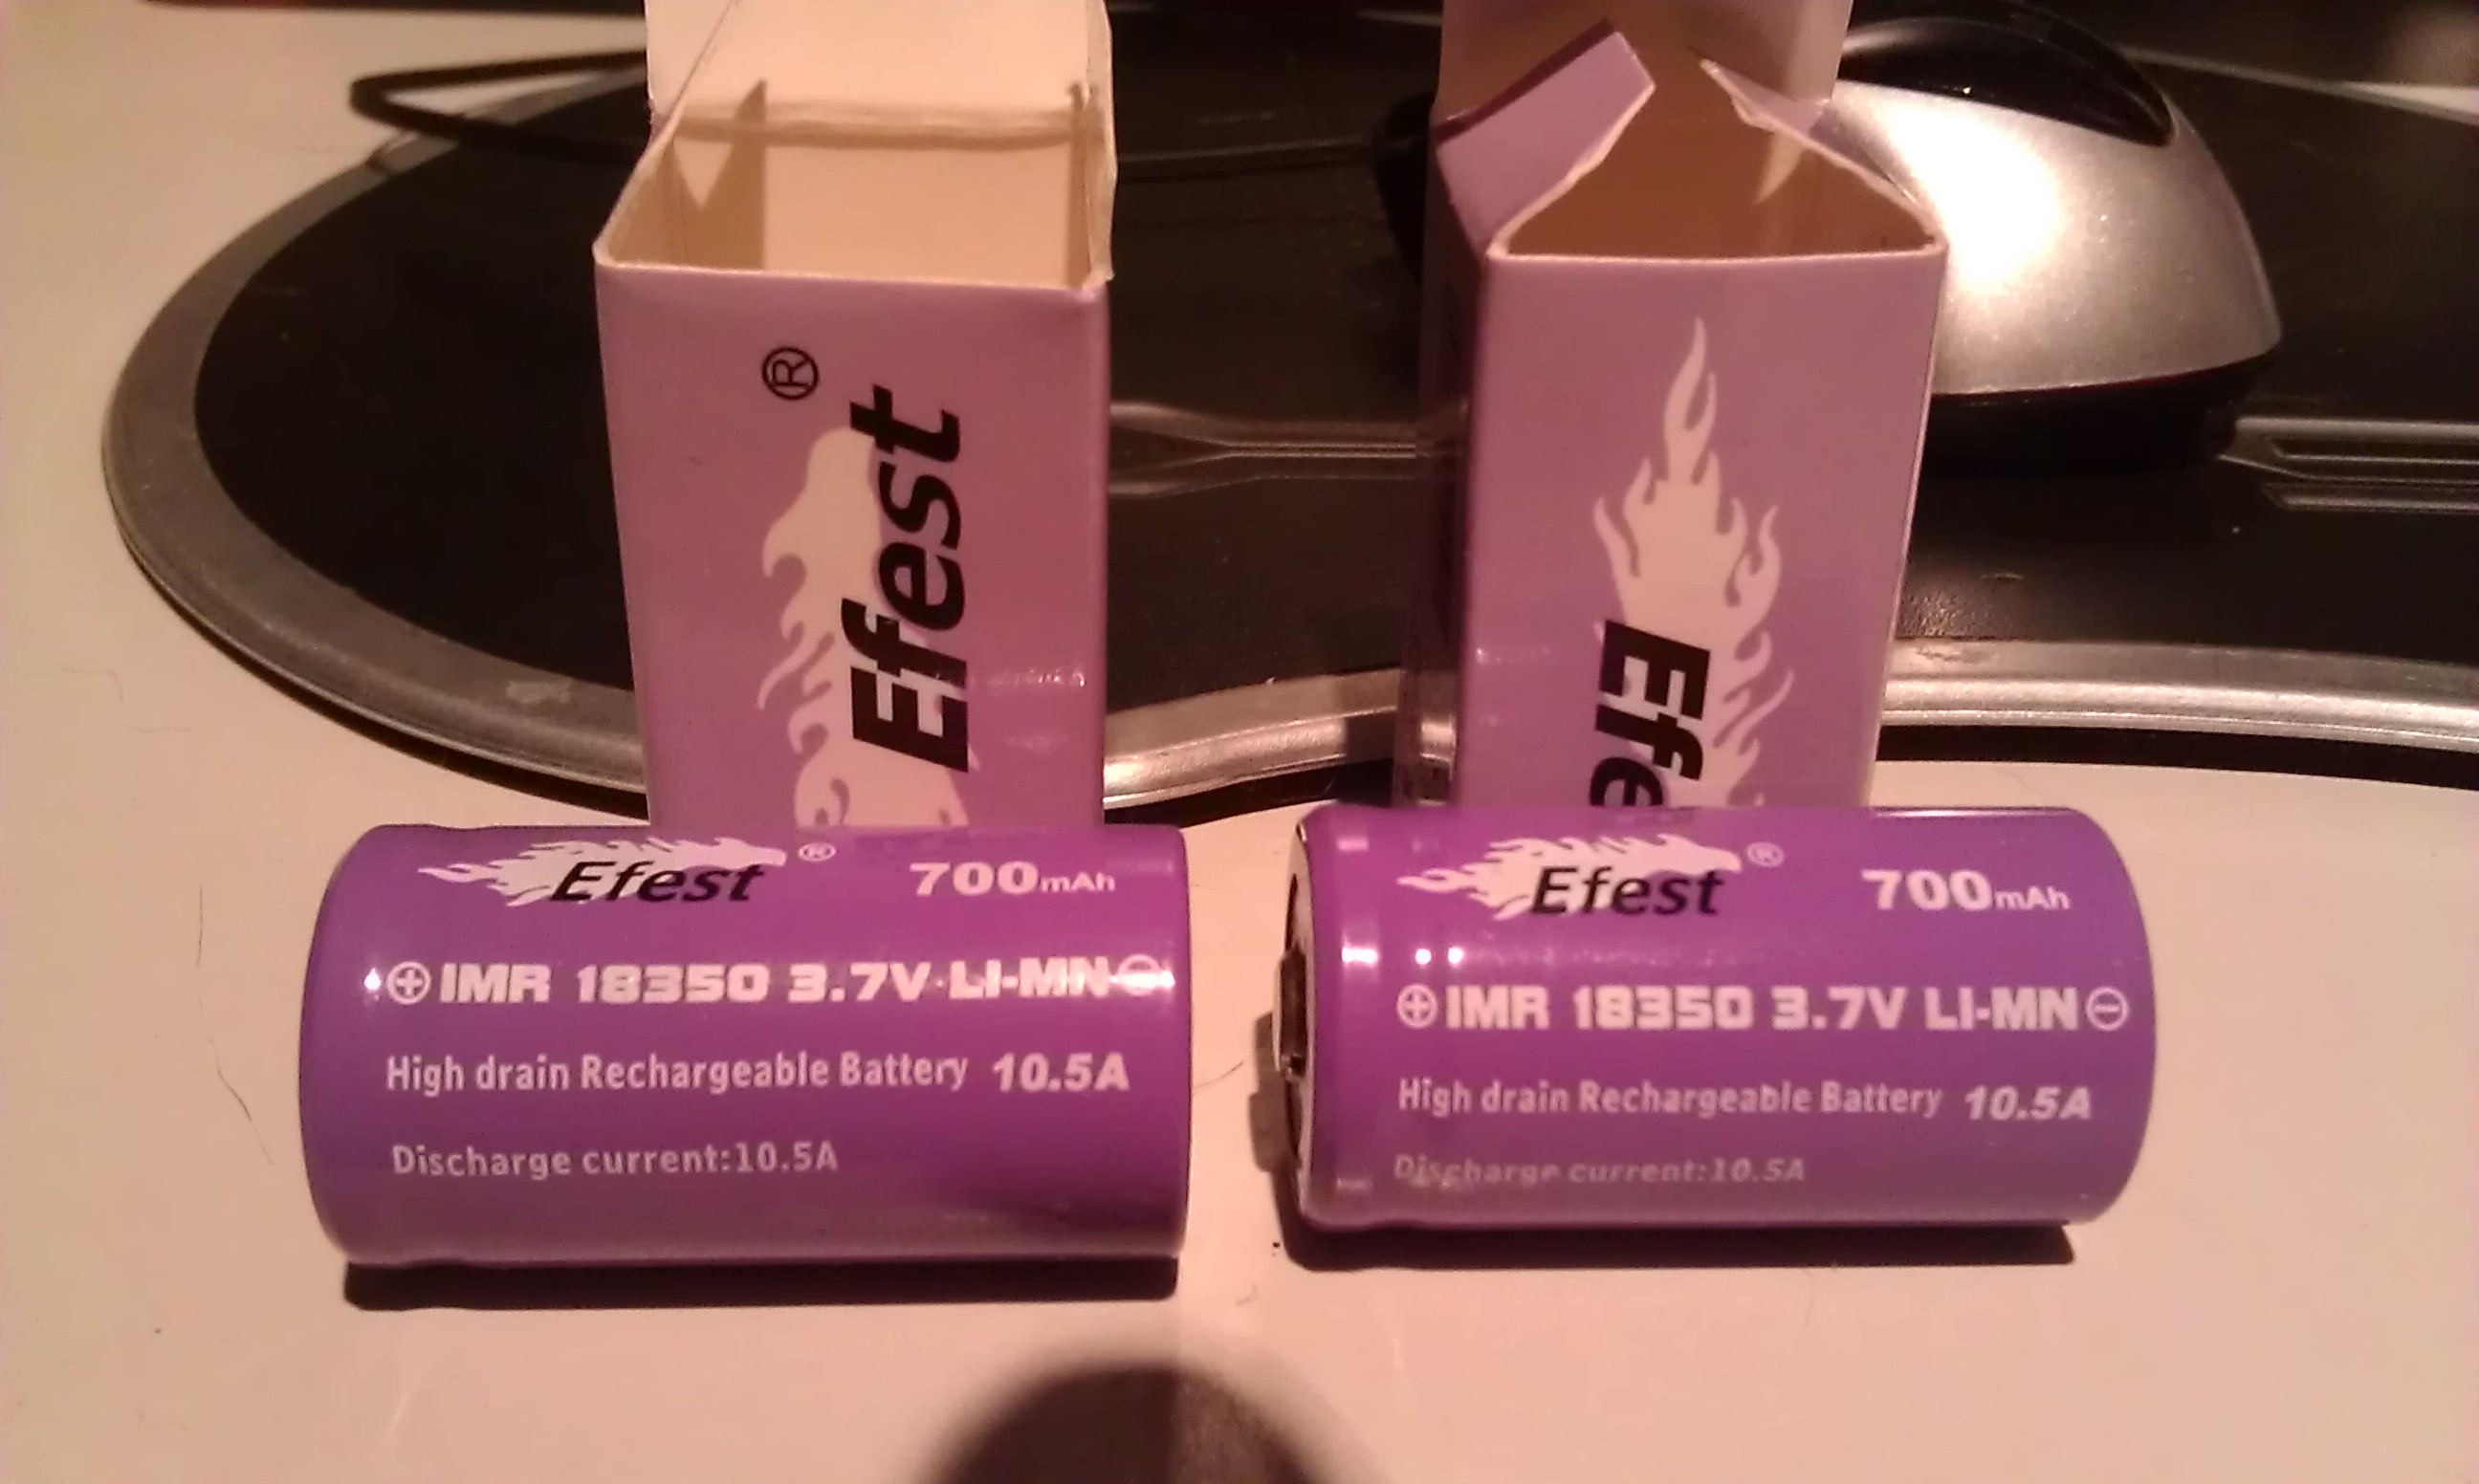 Efest®
Efe
Efest® 700mAh
⊕IMR 18350 3.7V LI-MN⊖
High drain Rechargeable Battery 10.5A
Discharge current:10.5A
Efest® 700mAh
⊕IMR 18350 3.7V LI-MN⊖
High drain Rechargeable Battery 10.5A
Discharge current:10.5A